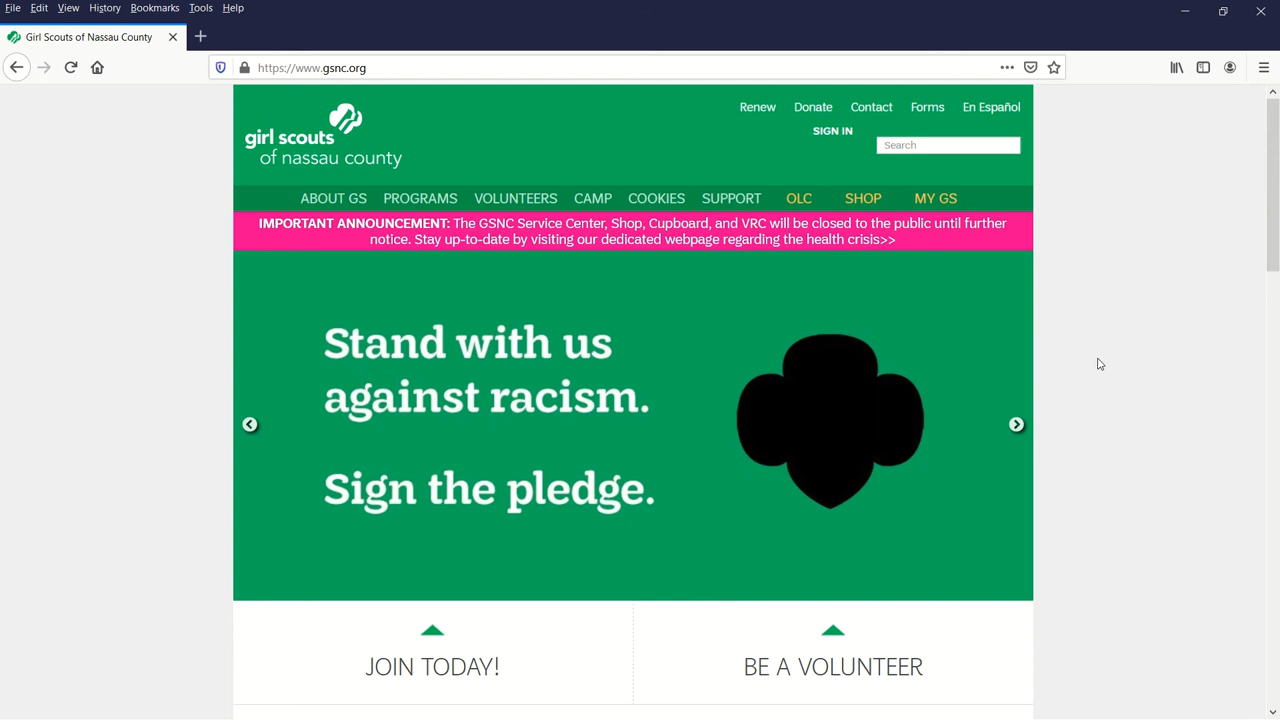 File Edit View History Bookmarks Tools Help
Girl Scouts of Nassau County
https://www.gsnc.org
girl scouts
of nassau county
Renew Donate Contact Forms En Español
SIGN IN
Search
ABOUT GS PROGRAMS VOLUNTEERS CAMP COOKIES SUPPORT OLC SHOP MY GS
IMPORTANT ANNOUNCEMENT: The GSNC Service Center, Shop, Cupboard, and VRC will be closed to the public until further
notice. Stay up-to-date by visiting our dedicated webpage regarding the health crisis>>
Stand with us
against racism.
Sign the pledge.
JOIN TODAY!
BE A VOLUNTEER